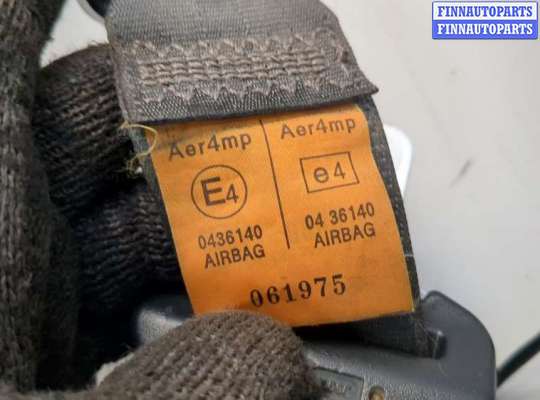 FINNAUTOPARTS
FINNAUTOPARTS
Aer4mp
E4
0436140
AIRBAG
Aer4mp
e4
04 36140
AIRBAG
061975